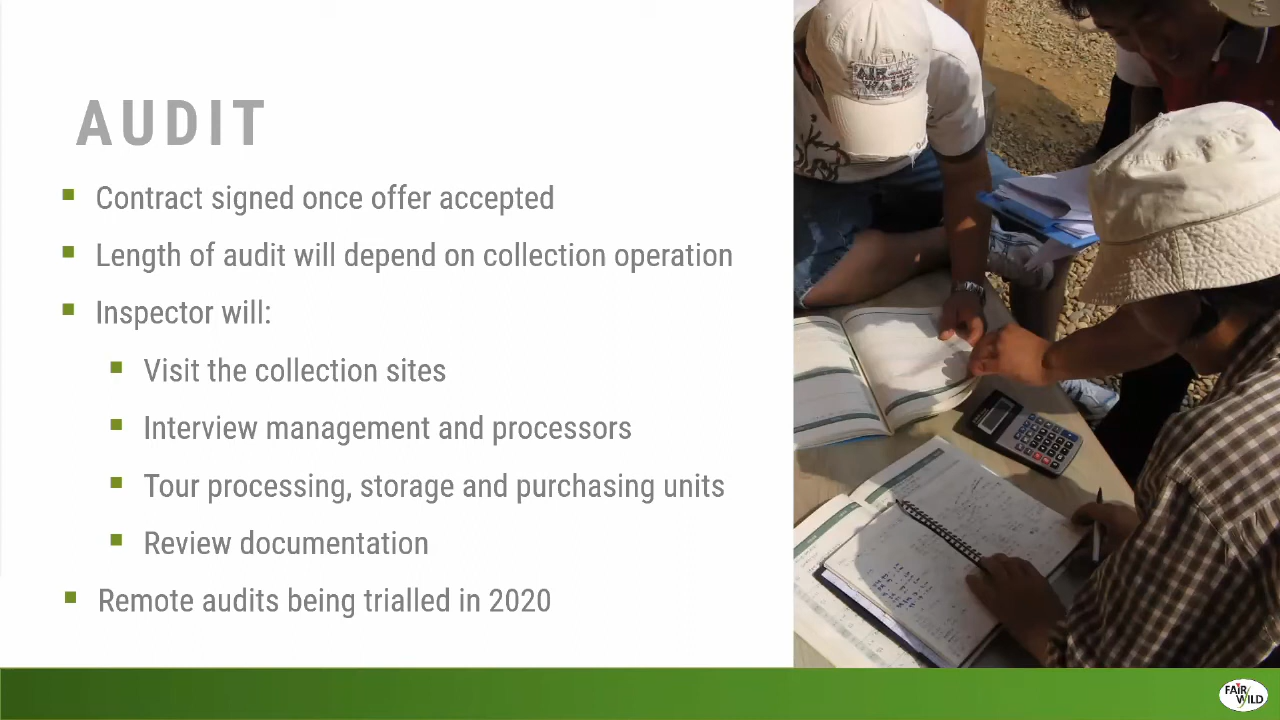 AUDIT
Contract signed once offer accepted
Length of audit will depend on collection operation
Inspector will:
Visit the collection sites
Interview management and processors
Tour processing, storage and purchasing units
Review documentation
Remote audits being trialled in 2020
AIR
WALK
FAIR
WILD